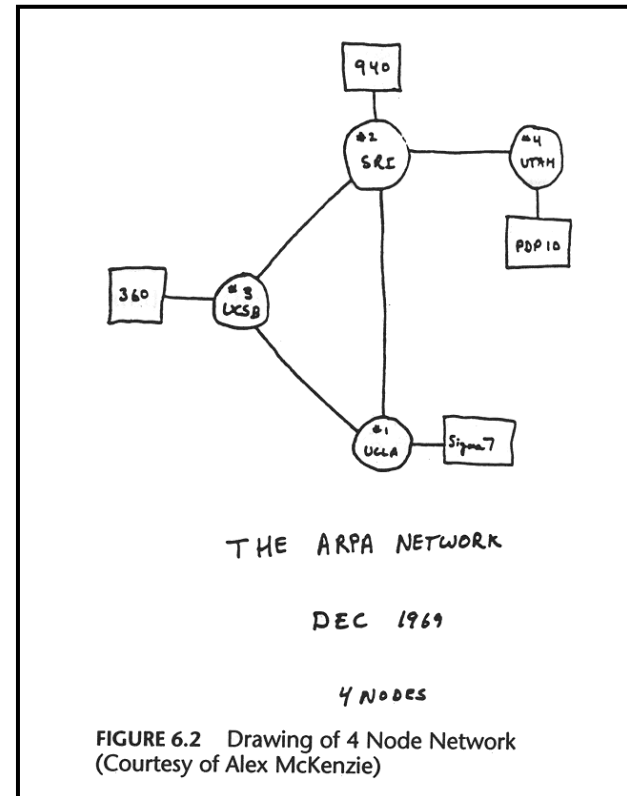 940
#2
SRI
#4
UTAH
PDP 10
360
#3
UCSB
#1
UCLA
Sigma 7
THE ARPA NETWORK
DEC 1969
4 NODES
FIGURE 6.2 Drawing of 4 Node Network
(Courtesy of Alex McKenzie)